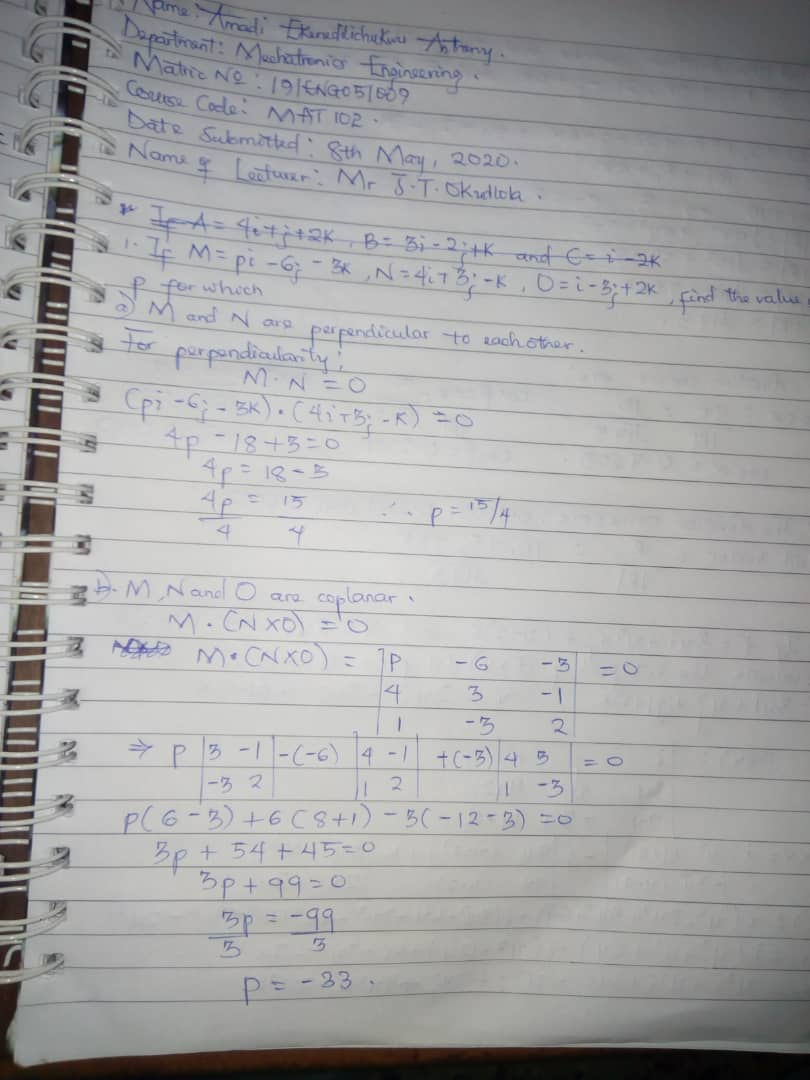 Name: Amadi Ekenedilichukwu Anthony.
Department: Mechatronics Engineering.
Matric No: 19/ENG05/009
Course Code: MAT 102.
Date Submitted: 8th May, 2020.
Name of Lecturer: Mr J.T. Okudlola.
* If A = 4i+j+2K, B = 3i-2j+K and C = i-2K
1. If M = pi -6j -3K, N = 4i+3j-K, O = i-3j+2K, find the value
p for which
a) M and N are perpendicular to each other.
For perpendicularity;
M.N = 0
(pi -6j - 3K) . (4i+3j -K) = 0
4p -18+3=0
4p = 18-3
4p = 15 ∴ p = 15/4
4 4
b. M, N and O are coplanar.
M . (N X O) = 0
M.(NXO) = |P -6 -3| = 0
4 3 -1
1 -3 2
⇒ P |3 -1| -(-6) |4 -1| +(-3) |4 3| = 0
-3 2 1 2 1 -3
p(6-3) +6(8+1) -3(-12-3) =0
3p + 54 + 45=0
3p + 99 = 0
3p = -99
3 3
p = -33.